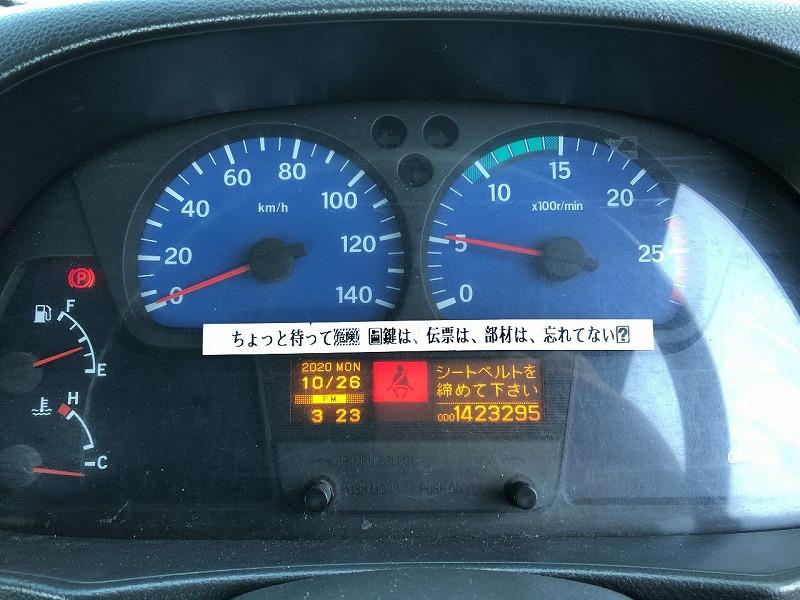 60 80
40 100
20 120
0 140
km/h
10 15 20
5 25
0
x100r/min
P
F
E
H
C
ちょっと待って 鍵は、伝票は、部材は、忘れてない?
2020 MON
10/26
PM
3 23
シートベルトを
締めて下さい
ODO 1423295
PUSH MODE PUSH